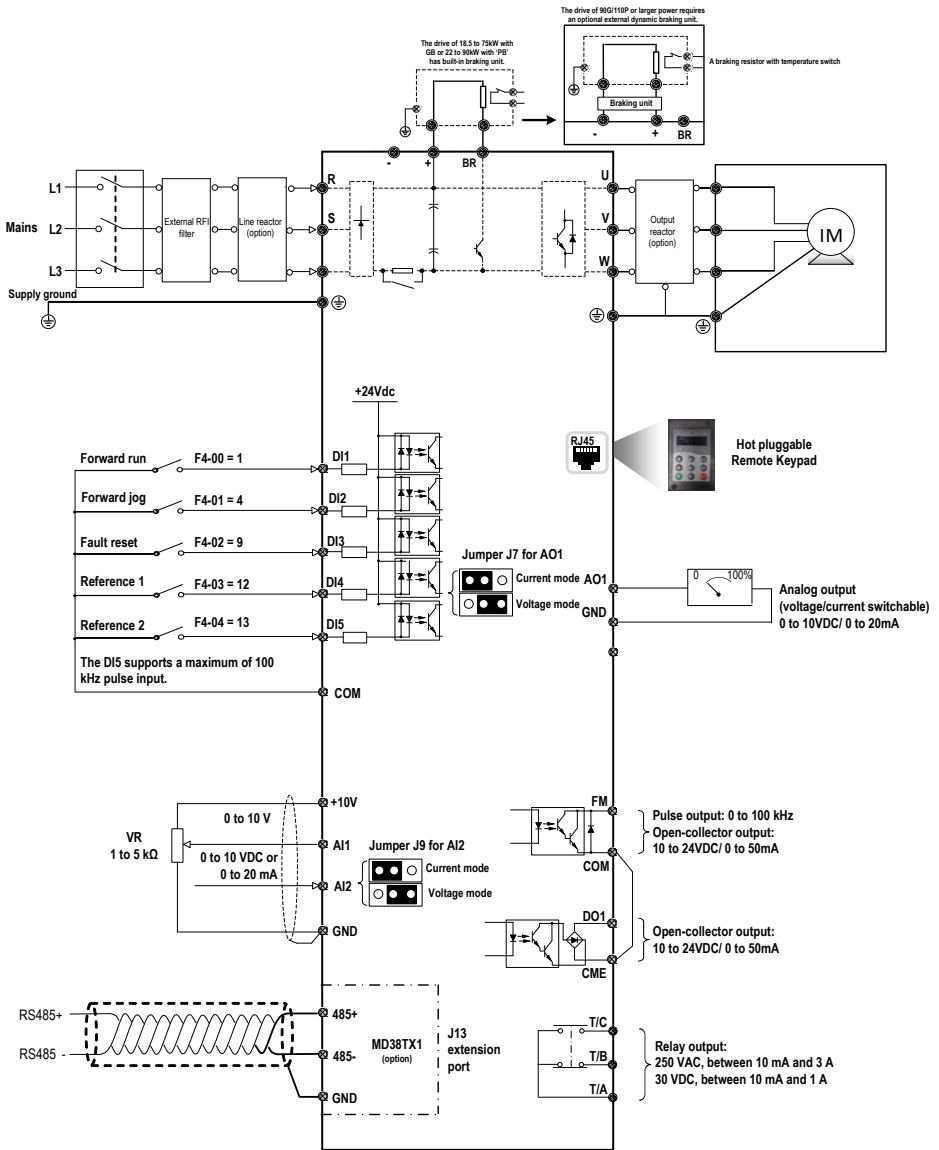 The drive of 90G/110P or larger power requires
an optional external dynamic braking unit.
The drive of 18.5 to 75kW with
GB or 22 to 90kW with 'PB'
has built-in braking unit.
A braking resistor with temperature switch
Braking unit
- + BR
- + BR
L1
R
U
External RFI
filter
Line reactor
(option)
Output
reactor
(option)
Mains
L2
S
V
IM
L3
W
Supply ground
+24Vdc
RJ45
Hot pluggable
Remote Keypad
Forward run
F4-00 = 1
DI1
Forward jog
F4-01 = 4
DI2
Fault reset
F4-02 = 9
DI3
Reference 1
F4-03 = 12
DI4
Reference 2
F4-04 = 13
DI5
The DI5 supports a maximum of 100
kHz pulse input.
COM
Jumper J7 for AO1
Current mode
Voltage mode
AO1
GND
0 100%
Analog output
(voltage/current switchable)
0 to 10VDC/ 0 to 20mA
+10V
0 to 10 V
VR
1 to 5 kΩ
AI1
0 to 10 VDC or
0 to 20 mA
AI2
GND
Jumper J9 for AI2
Current mode
Voltage mode
FM
COM
Pulse output: 0 to 100 kHz
Open-collector output:
10 to 24VDC/ 0 to 50mA
DO1
CME
Open-collector output:
10 to 24VDC/ 0 to 50mA
RS485+
485+
RS485 -
485-
GND
MD38TX1
(option)
J13
extension
port
T/C
T/B
T/A
Relay output:
250 VAC, between 10 mA and 3 A
30 VDC, between 10 mA and 1 A